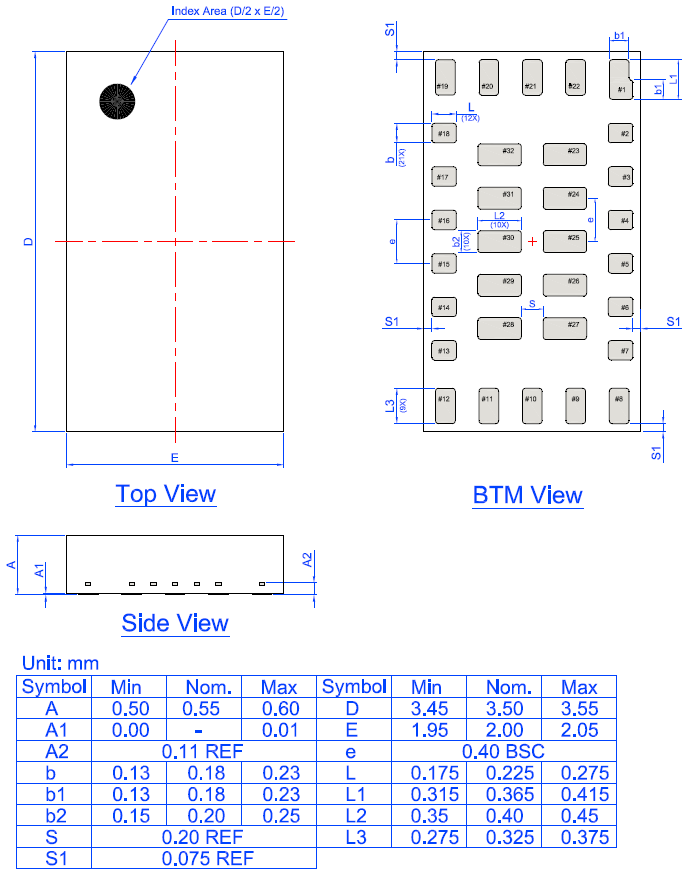 Index Area (D/2 x E/2)
D
E
Top View
S1
b1
L1
b1
#19
#20
#21
#22
#1
L
(12X)
b
(21X)
#18
#2
#32
#23
#17
#3
#31
#24
e
L2
(10X)
#16
#4
e
b2
(10X)
#30
#25
#15
#5
#29
#26
S
#14
#6
S1
S1
#28
#27
#13
#7
L3
(9X)
#12
#11
#10
#9
#8
S1
BTM View
A
A1
A2
Side View
Unit: mm
Symbol Min Nom. Max Symbol Min Nom. Max
A 0.50 0.55 0.60 D 3.45 3.50 3.55
A1 0.00 - 0.01 E 1.95 2.00 2.05
A2 0.11 REF e 0.40 BSC
b 0.13 0.18 0.23 L 0.175 0.225 0.275
b1 0.13 0.18 0.23 L1 0.315 0.365 0.415
b2 0.15 0.20 0.25 L2 0.35 0.40 0.45
S 0.20 REF L3 0.275 0.325 0.375
S1 0.075 REF